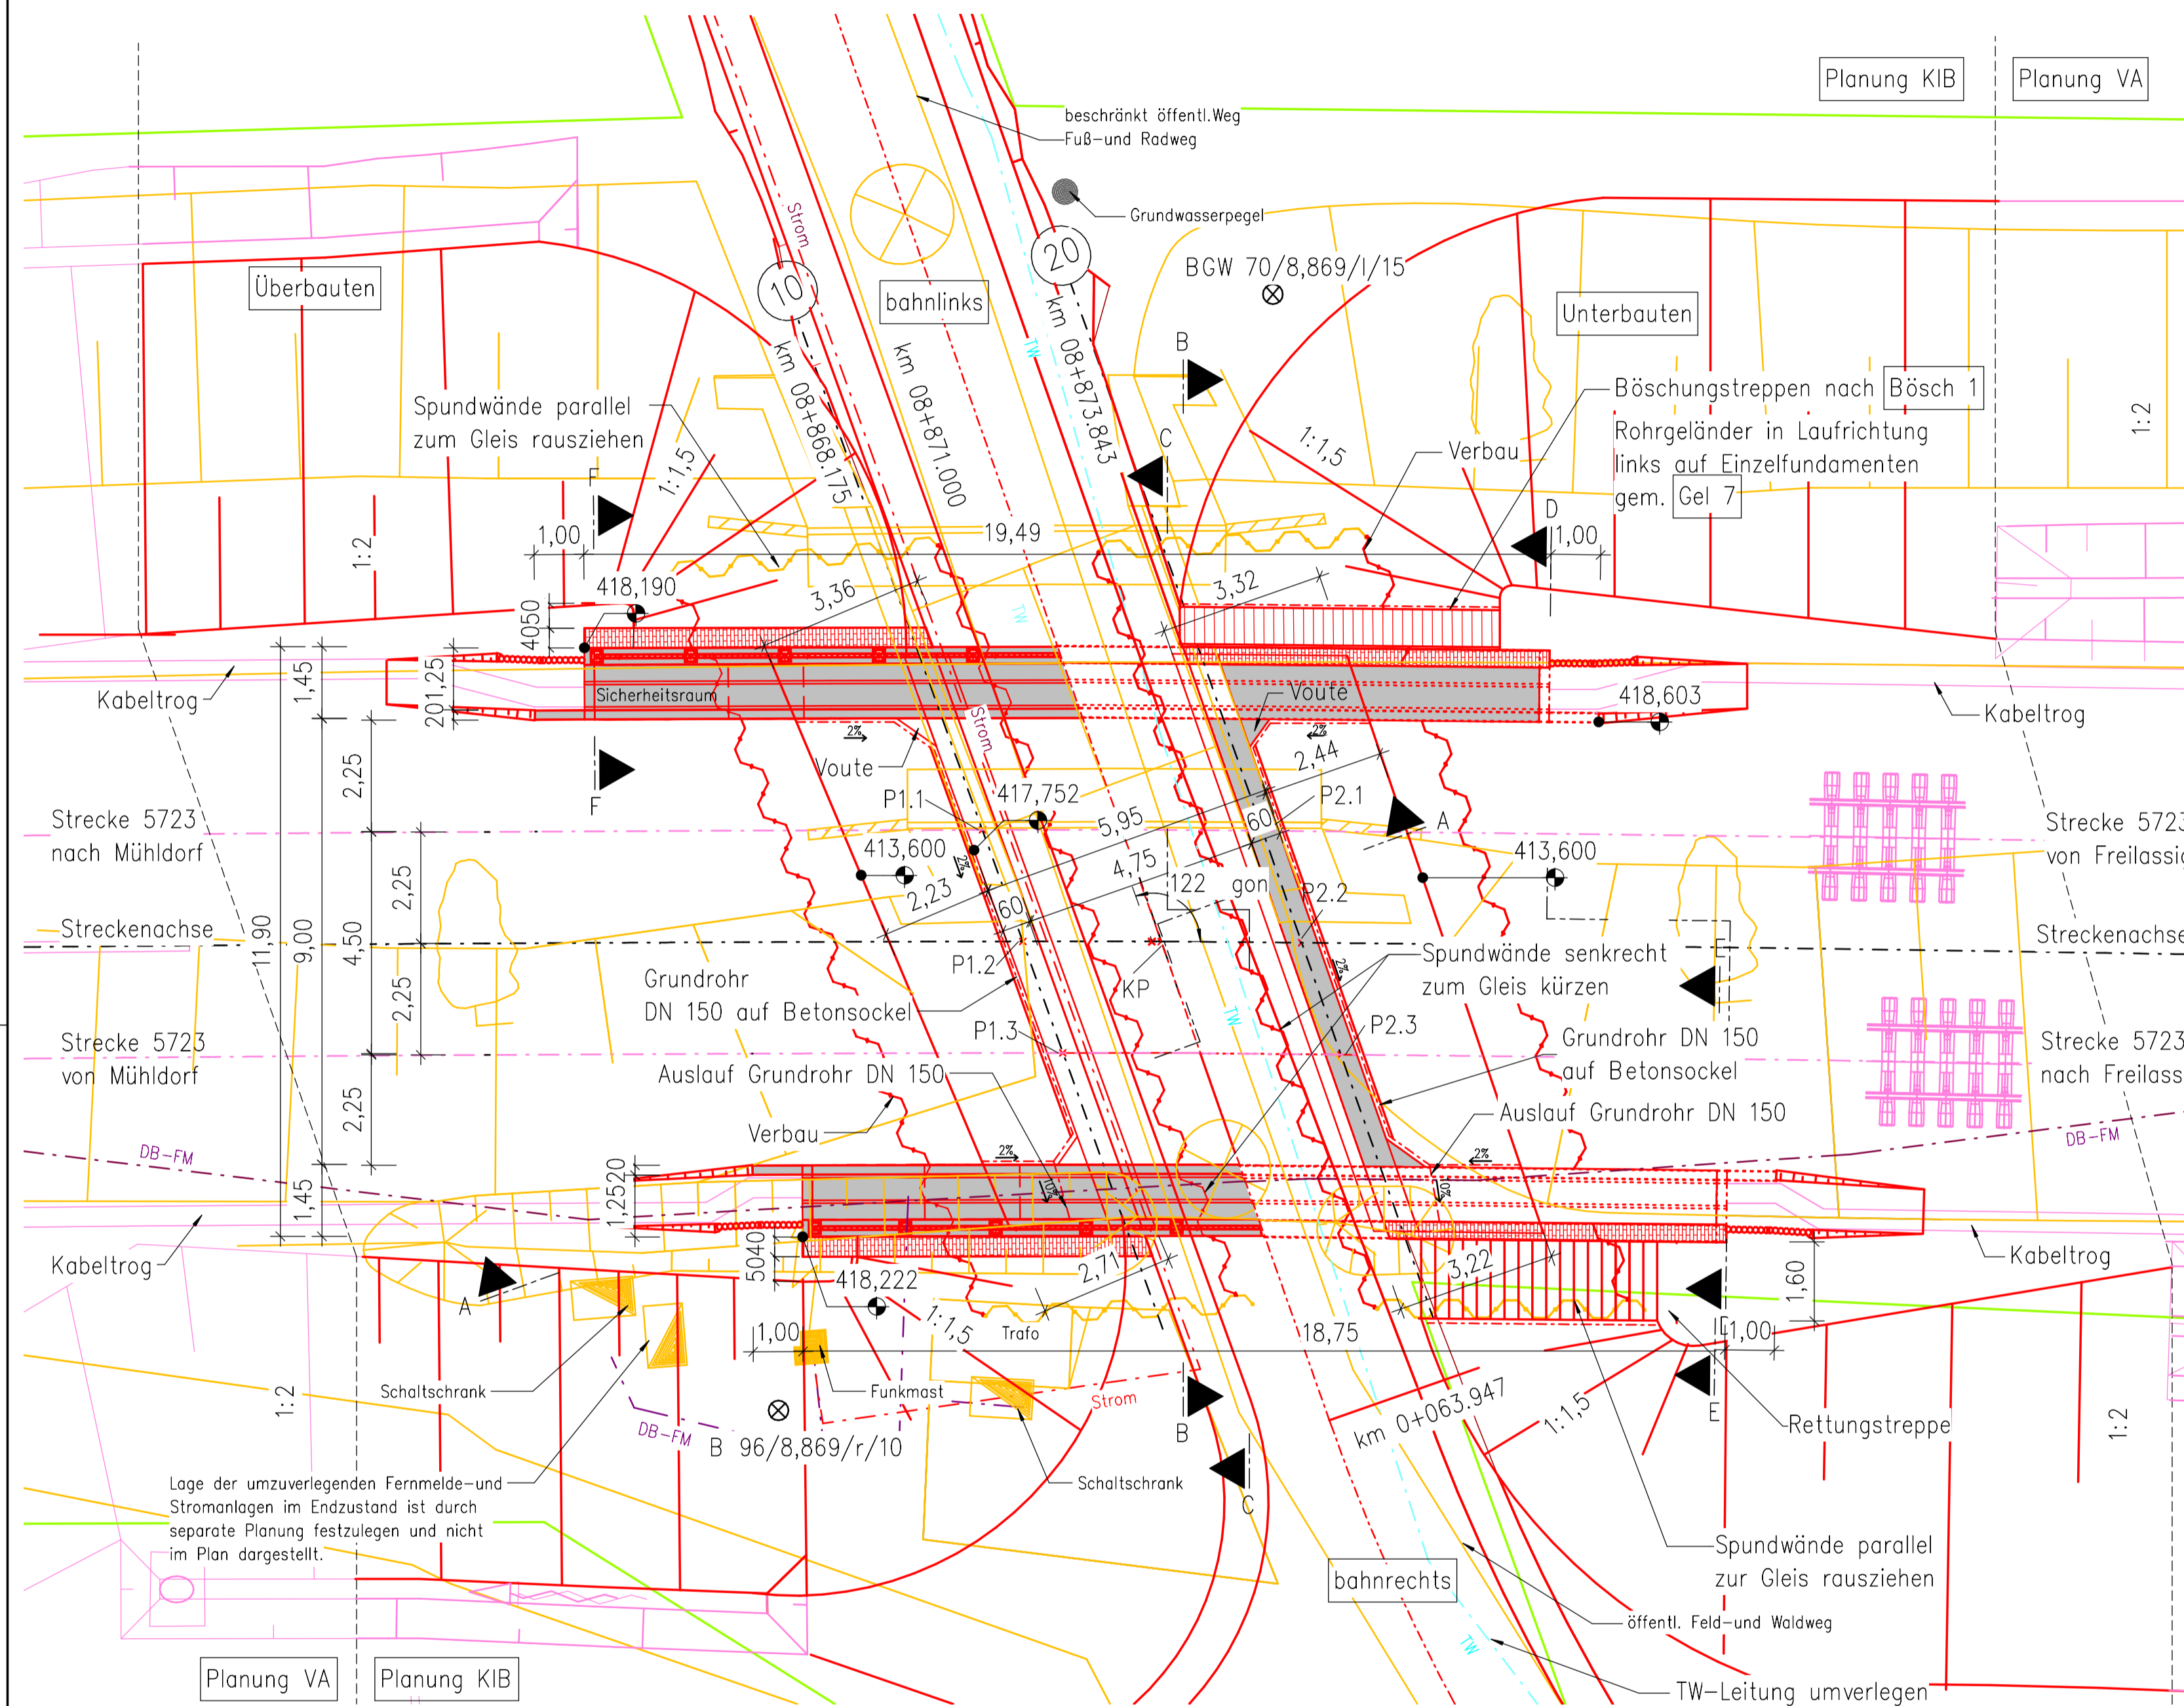 Planung KIB
Planung VA
beschränkt öffentl.Weg
Fuß-und Radweg
Grundwasserpegel
Strom
20
10
BGW 70/8,869/l/15
Überbauten
bahnlinks
Unterbauten
TW
km 08+868.175
km 08+871.000
km 08+873.843
B
C
Spundwände parallel
zum Gleis rausziehen
1:1,5
1:1,5
Verbau
Böschungstreppen nach Bösch 1
Rohrgeländer in Laufrichtung
links auf Einzelfundamenten
gem. Gel 7
1:2
F
D
1:2
1,00
19,49
1,00
418,190
3,36
TW
3,32
4050
Kabeltrog
1,45
201,25
Sicherheitsraum
Strom
Voute
418,603
Kabeltrog
2%
2%
Voute
2,44
F
2,25
P1.1
417,752
5,95
60
P2.1
A
Strecke 5723
nach Mühldorf
Strecke 5723
413,600
2%
4,75
413,600
2,23
122 gon
P2.2
2,25
60
11,90
9,00
4,50
Streckenachse
Streckenachse
P1.2
KP
2%
Spundwände senkrecht
zum Gleis kürzen
E
Grundrohr
DN 150 auf Betonsockel
2,25
TW
P1.3
P2.3
Strecke 5723
von Mühldorf
Grundrohr DN 150
auf Betonsockel
Strecke 5723
Auslauf Grundrohr DN 150
2,25
Auslauf Grundrohr DN 150
Verbau
DB-FM
DB-FM
2%
2%
10%
10%
1,45
1,2520
Kabeltrog
Kabeltrog
5040
A
418,222
2,71
3,22
1,60
1:1,5
Trafo
1,00
18,75
1,00
1:2
Schaltschrank
Funkmast
Strom
DB-FM
B 96/8,869/r/10
B
C
km 0+063.947
1:1,5
E
Rettungstreppe
1:2
Schaltschrank
Lage der umzuverlegenden Fernmelde-und
Stromanlagen im Endzustand ist durch
separate Planung festzulegen und nicht
im Plan dargestellt.
bahnrechts
Spundwände parallel
zur Gleis rausziehen
öffentl. Feld-und Waldweg
TW
TW-Leitung umverlegen
Planung VA
Planung KIB